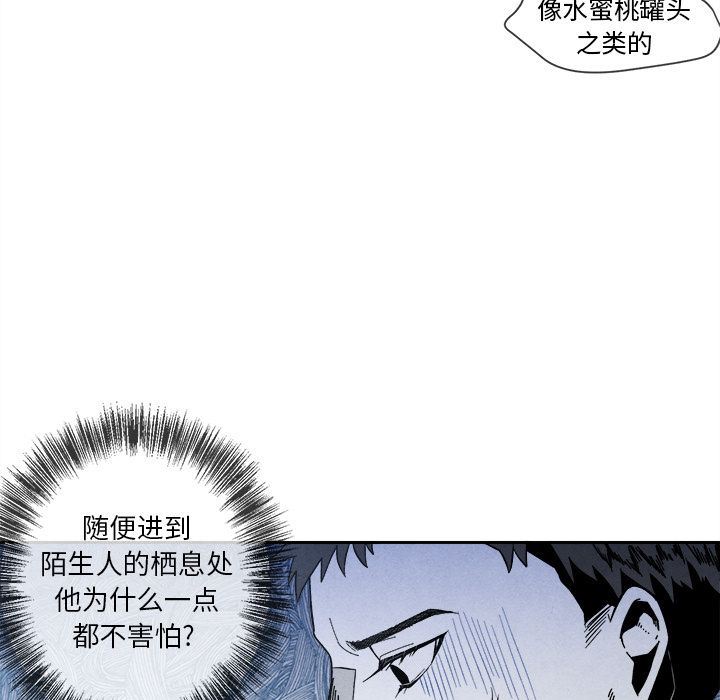 像水蜜桃罐头
之类的
随便进到
陌生人的栖息处
他为什么一点
都不害怕?